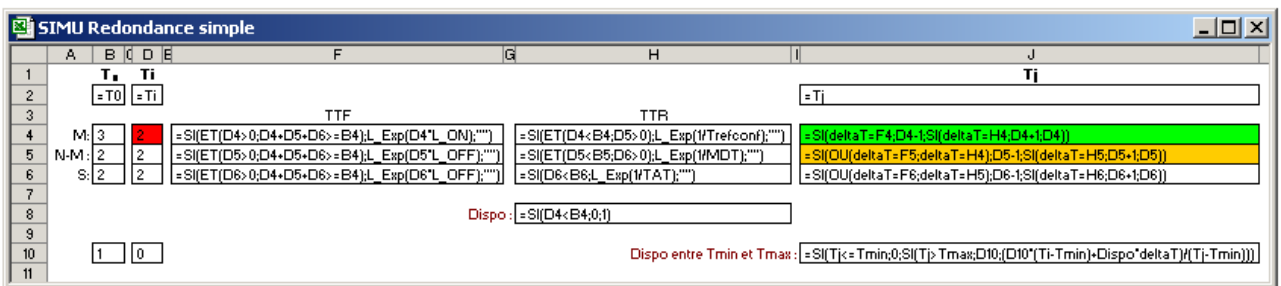 SIMU Redondance simple
A B C D E F G H I J
1 T₀ Ti Tj
2 =T0 =Ti =Tj
3 TTF TTR
4 M: 3 2 =SI(ET(D4>0;D4+D5+D6>=B4);L_Exp(D4*L_ON);"") =SI(ET(D4<B4;D5>0);L_Exp(1/Trefconf);"") =SI(deltaT=F4;D4-1;SI(deltaT=H4;D4+1;D4))
5 N-M: 2 2 =SI(ET(D5>0;D4+D5+D6>=B4);L_Exp(D5*L_OFF);"") =SI(ET(D5<B5;D6>0);L_Exp(1/MDT);"") =SI(OU(deltaT=F5;deltaT=H4);D5-1;SI(deltaT=H5;D5+1;D5))
6 S: 2 2 =SI(ET(D6>0;D4+D5+D6>=B4);L_Exp(D6*L_OFF);"") =SI(D6<B6;L_Exp(1/TAT);"") =SI(OU(deltaT=F6;deltaT=H5);D6-1;SI(deltaT=H6;D6+1;D6))
7
8 Dispo : =SI(D4<B4;0;1)
9
10 1 0 Dispo entre Tmin et Tmax : =SI(Tj<=Tmin;0;SI(Tj>Tmax;D10;(D10*(Ti-Tmin)+Dispo*deltaT)/(Tj-Tmin)))
11